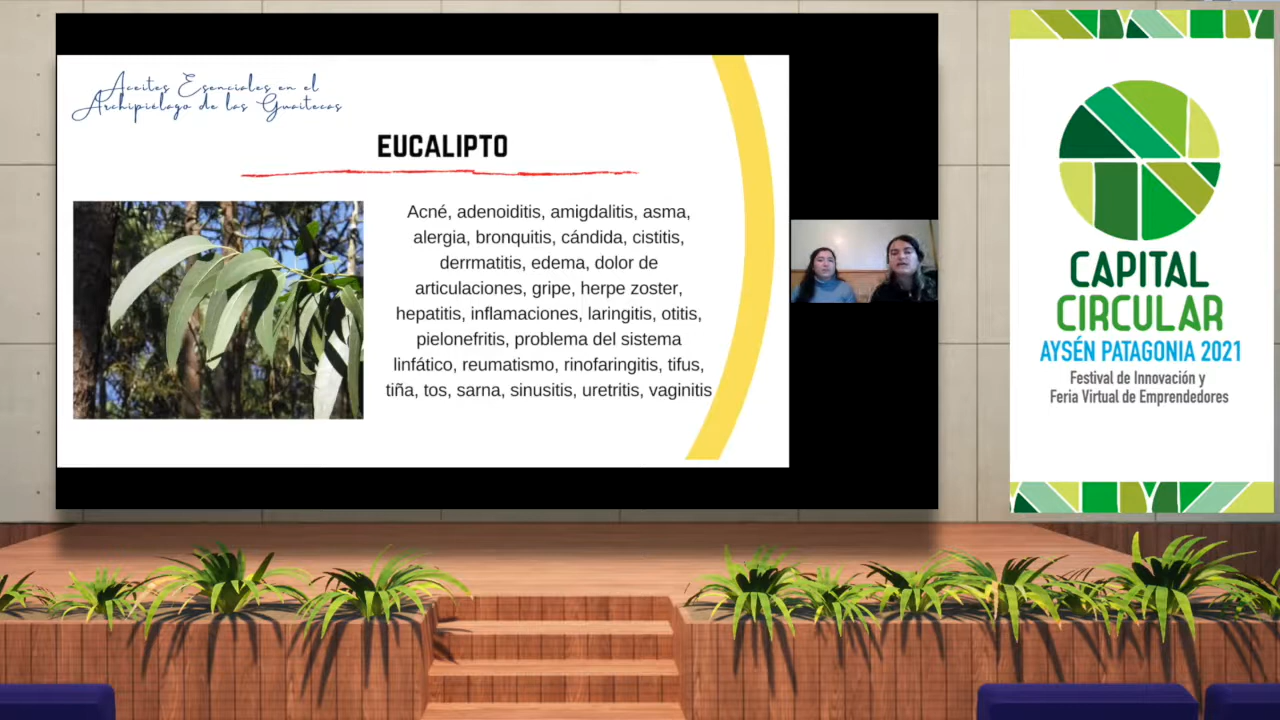 Aceites Esenciales en el
Archipiélago de las Guaitecas
EUCALIPTO
Acné, adenoiditis, amigdalitis, asma,
alergia, bronquitis, cándida, cistitis,
derrmatitis, edema, dolor de
articulaciones, gripe, herpe zoster,
hepatitis, inflamaciones, laringitis, otitis,
pielonefritis, problema del sistema
linfático, reumatismo, rinofaringitis, tifus,
tiña, tos, sarna, sinusitis, uretritis, vaginitis
CAPITAL
CIRCULAR
AYSÉN PATAGONIA 2021
Festival de Innovación y
Feria Virtual de Emprendedores